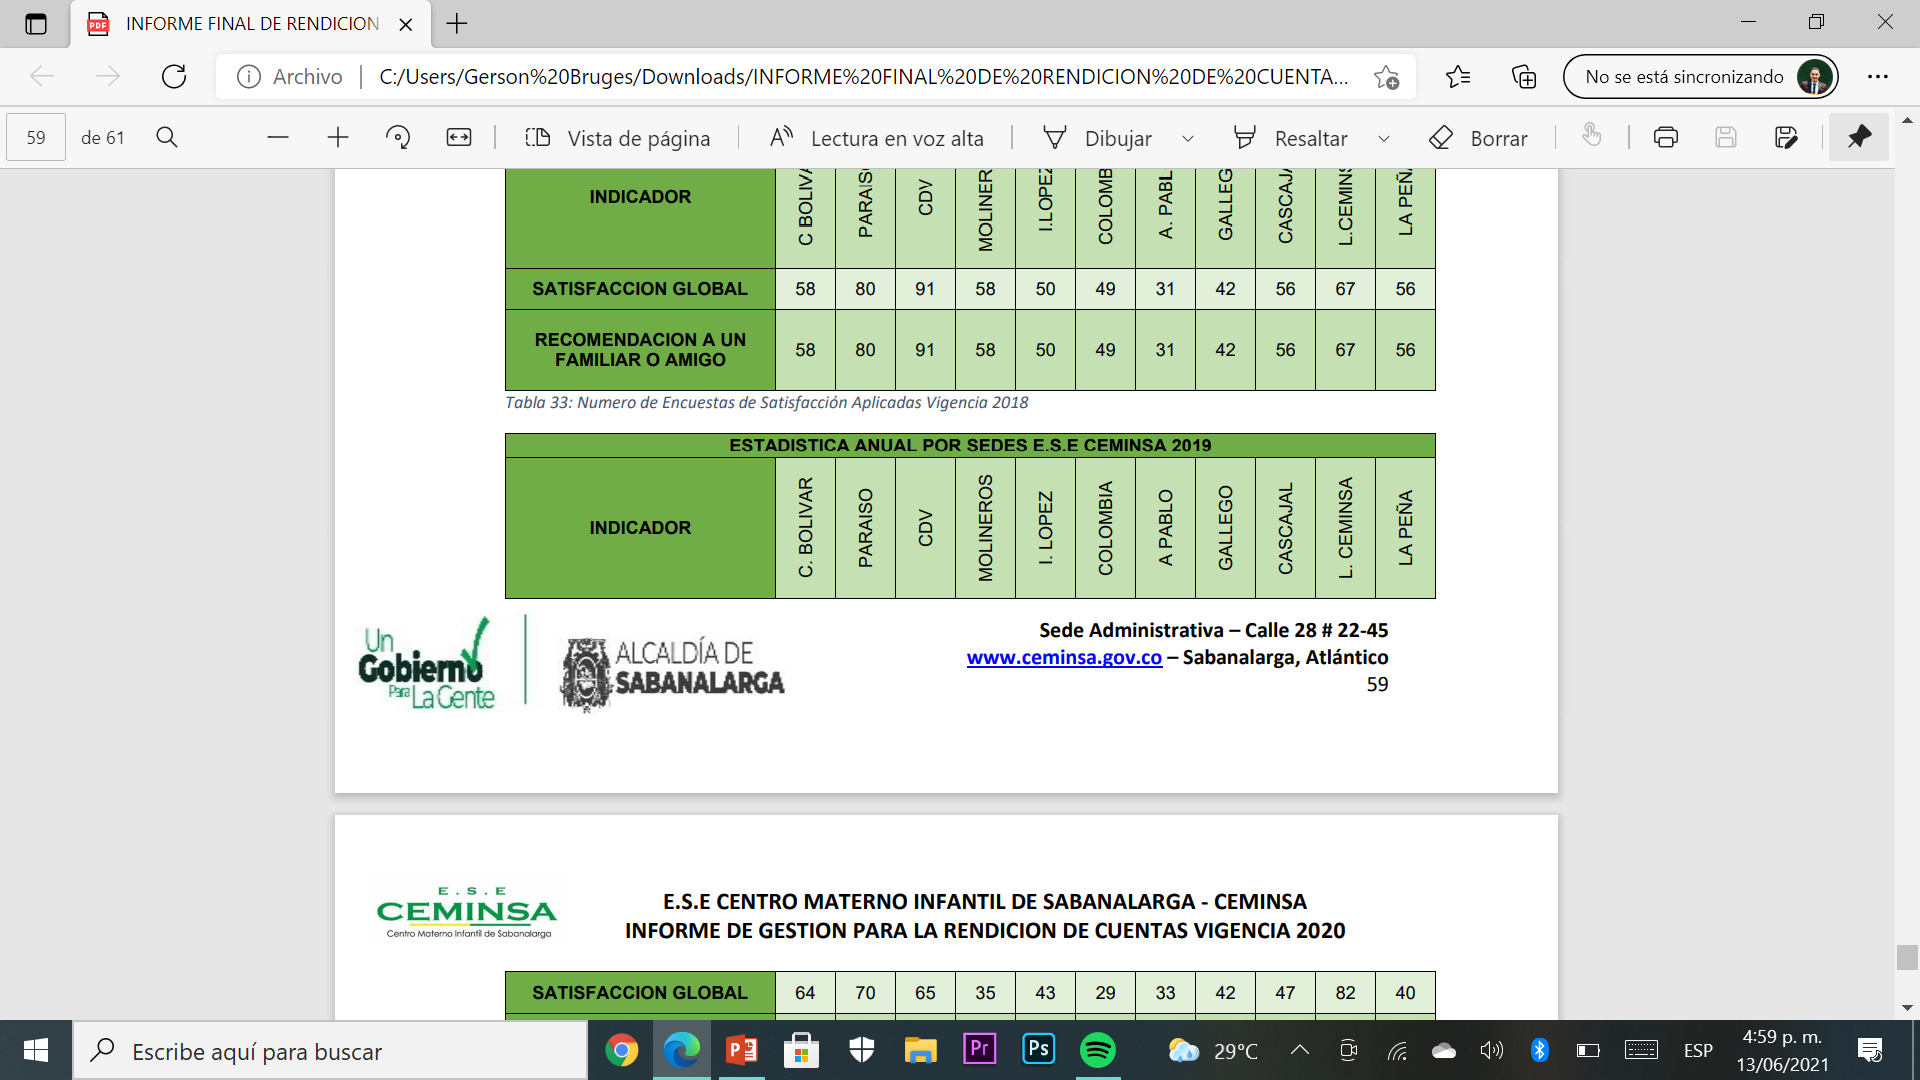 INFORME FINAL DE RENDICION
Archivo
C:/Users/Gerson%20Bruges/Downloads/INFORME%20FINAL%20DE%20RENDICION%20DE%20CUENTA...
No se está sincronizando
59 de 61
Vista de página
Lectura en voz alta
Dibujar
Resaltar
Borrar
INDICADOR
CDV
SATISFACCION GLOBAL 58 80 91 58 50 49 31 42 56 67 56
RECOMENDACION A UN
FAMILIAR O AMIGO 58 80 91 58 50 49 31 42 56 67 56
Tabla 33: Numero de Encuestas de Satisfacción Aplicadas Vigencia 2018
ESTADISTICA ANUAL POR SEDES E.S.E CEMINSA 2019
INDICADOR C. BOLIVAR PARAISO CDV MOLINEROS I. LOPEZ COLOMBIA A PABLO GALLEGO CASCAJAL L. CEMINSA LA PEÑA
Un
Gobierno
Para La Gente
ALCALDÍA DE
SABANALARGA
Sede Administrativa – Calle 28 # 22-45
www.ceminsa.gov.co – Sabanalarga, Atlántico
59
E.S.E
CEMINSA
Centro Materno Infantil de Sabanalarga
E.S.E CENTRO MATERNO INFANTIL DE SABANALARGA - CEMINSA
INFORME DE GESTION PARA LA RENDICION DE CUENTAS VIGENCIA 2020
SATISFACCION GLOBAL 64 70 65 35 43 29 33 42 47 82 40
Escribe aquí para buscar
Pr
Ps
29°C
ESP
4:59 p. m.
13/06/2021